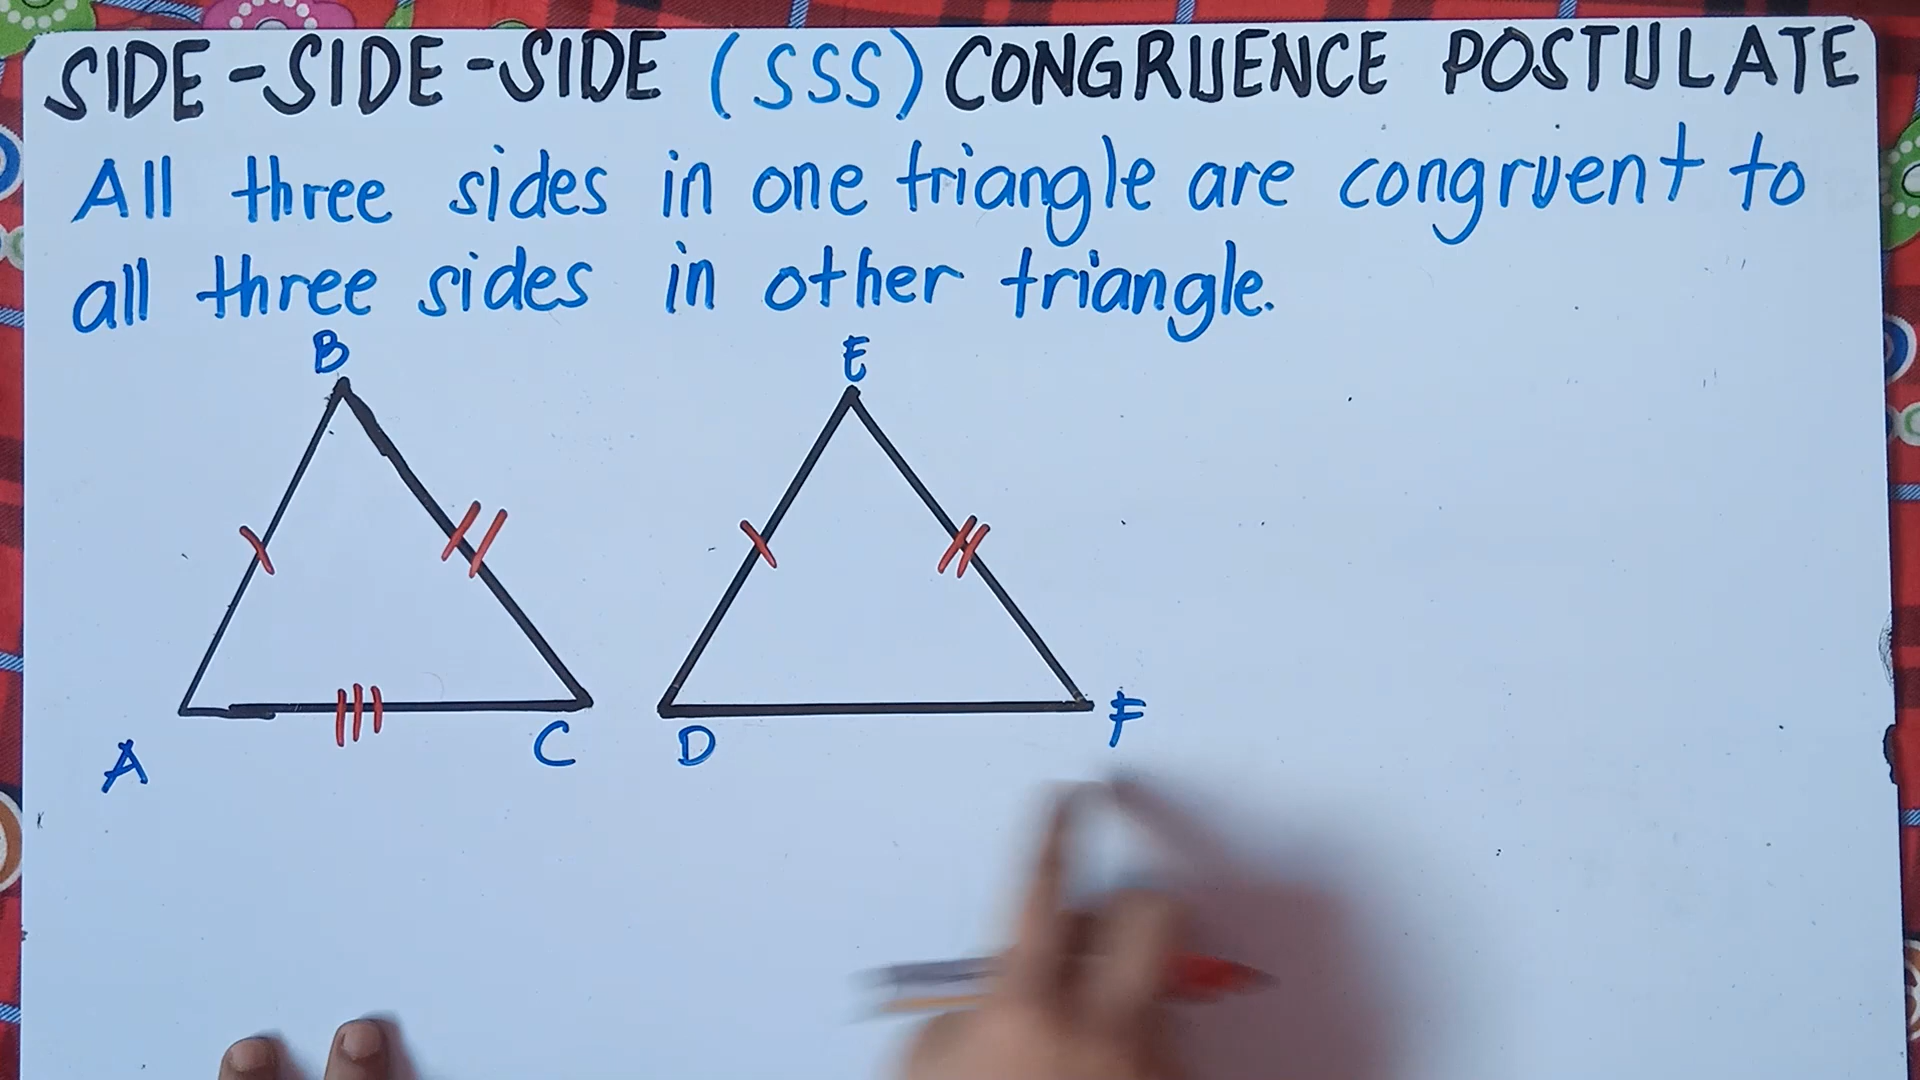 SIDE-SIDE-SIDE (SSS) CONGRUENCE POSTULATE
All three sides in one triangle are congruent to
all three sides in other triangle.
B E
A C D F